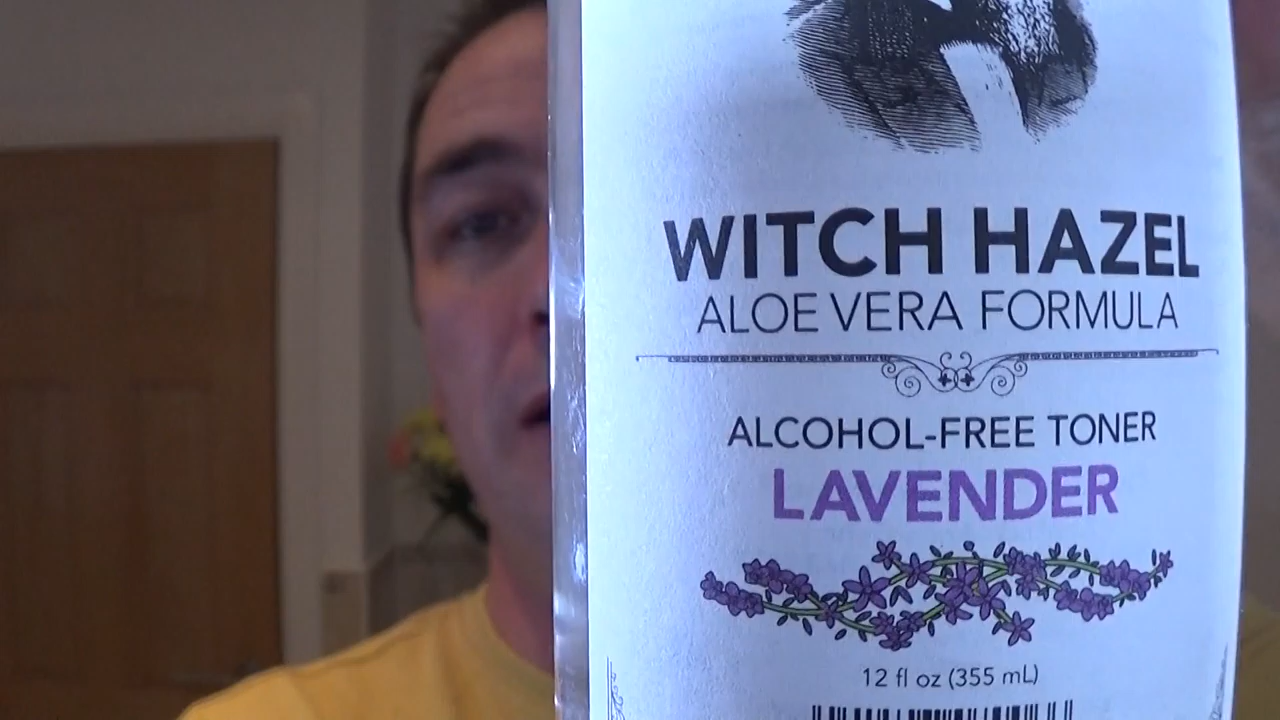 WITCH HAZEL
ALOE VERA FORMULA
ALCOHOL-FREE TONER
LAVENDER
12 fl oz (355 mL)